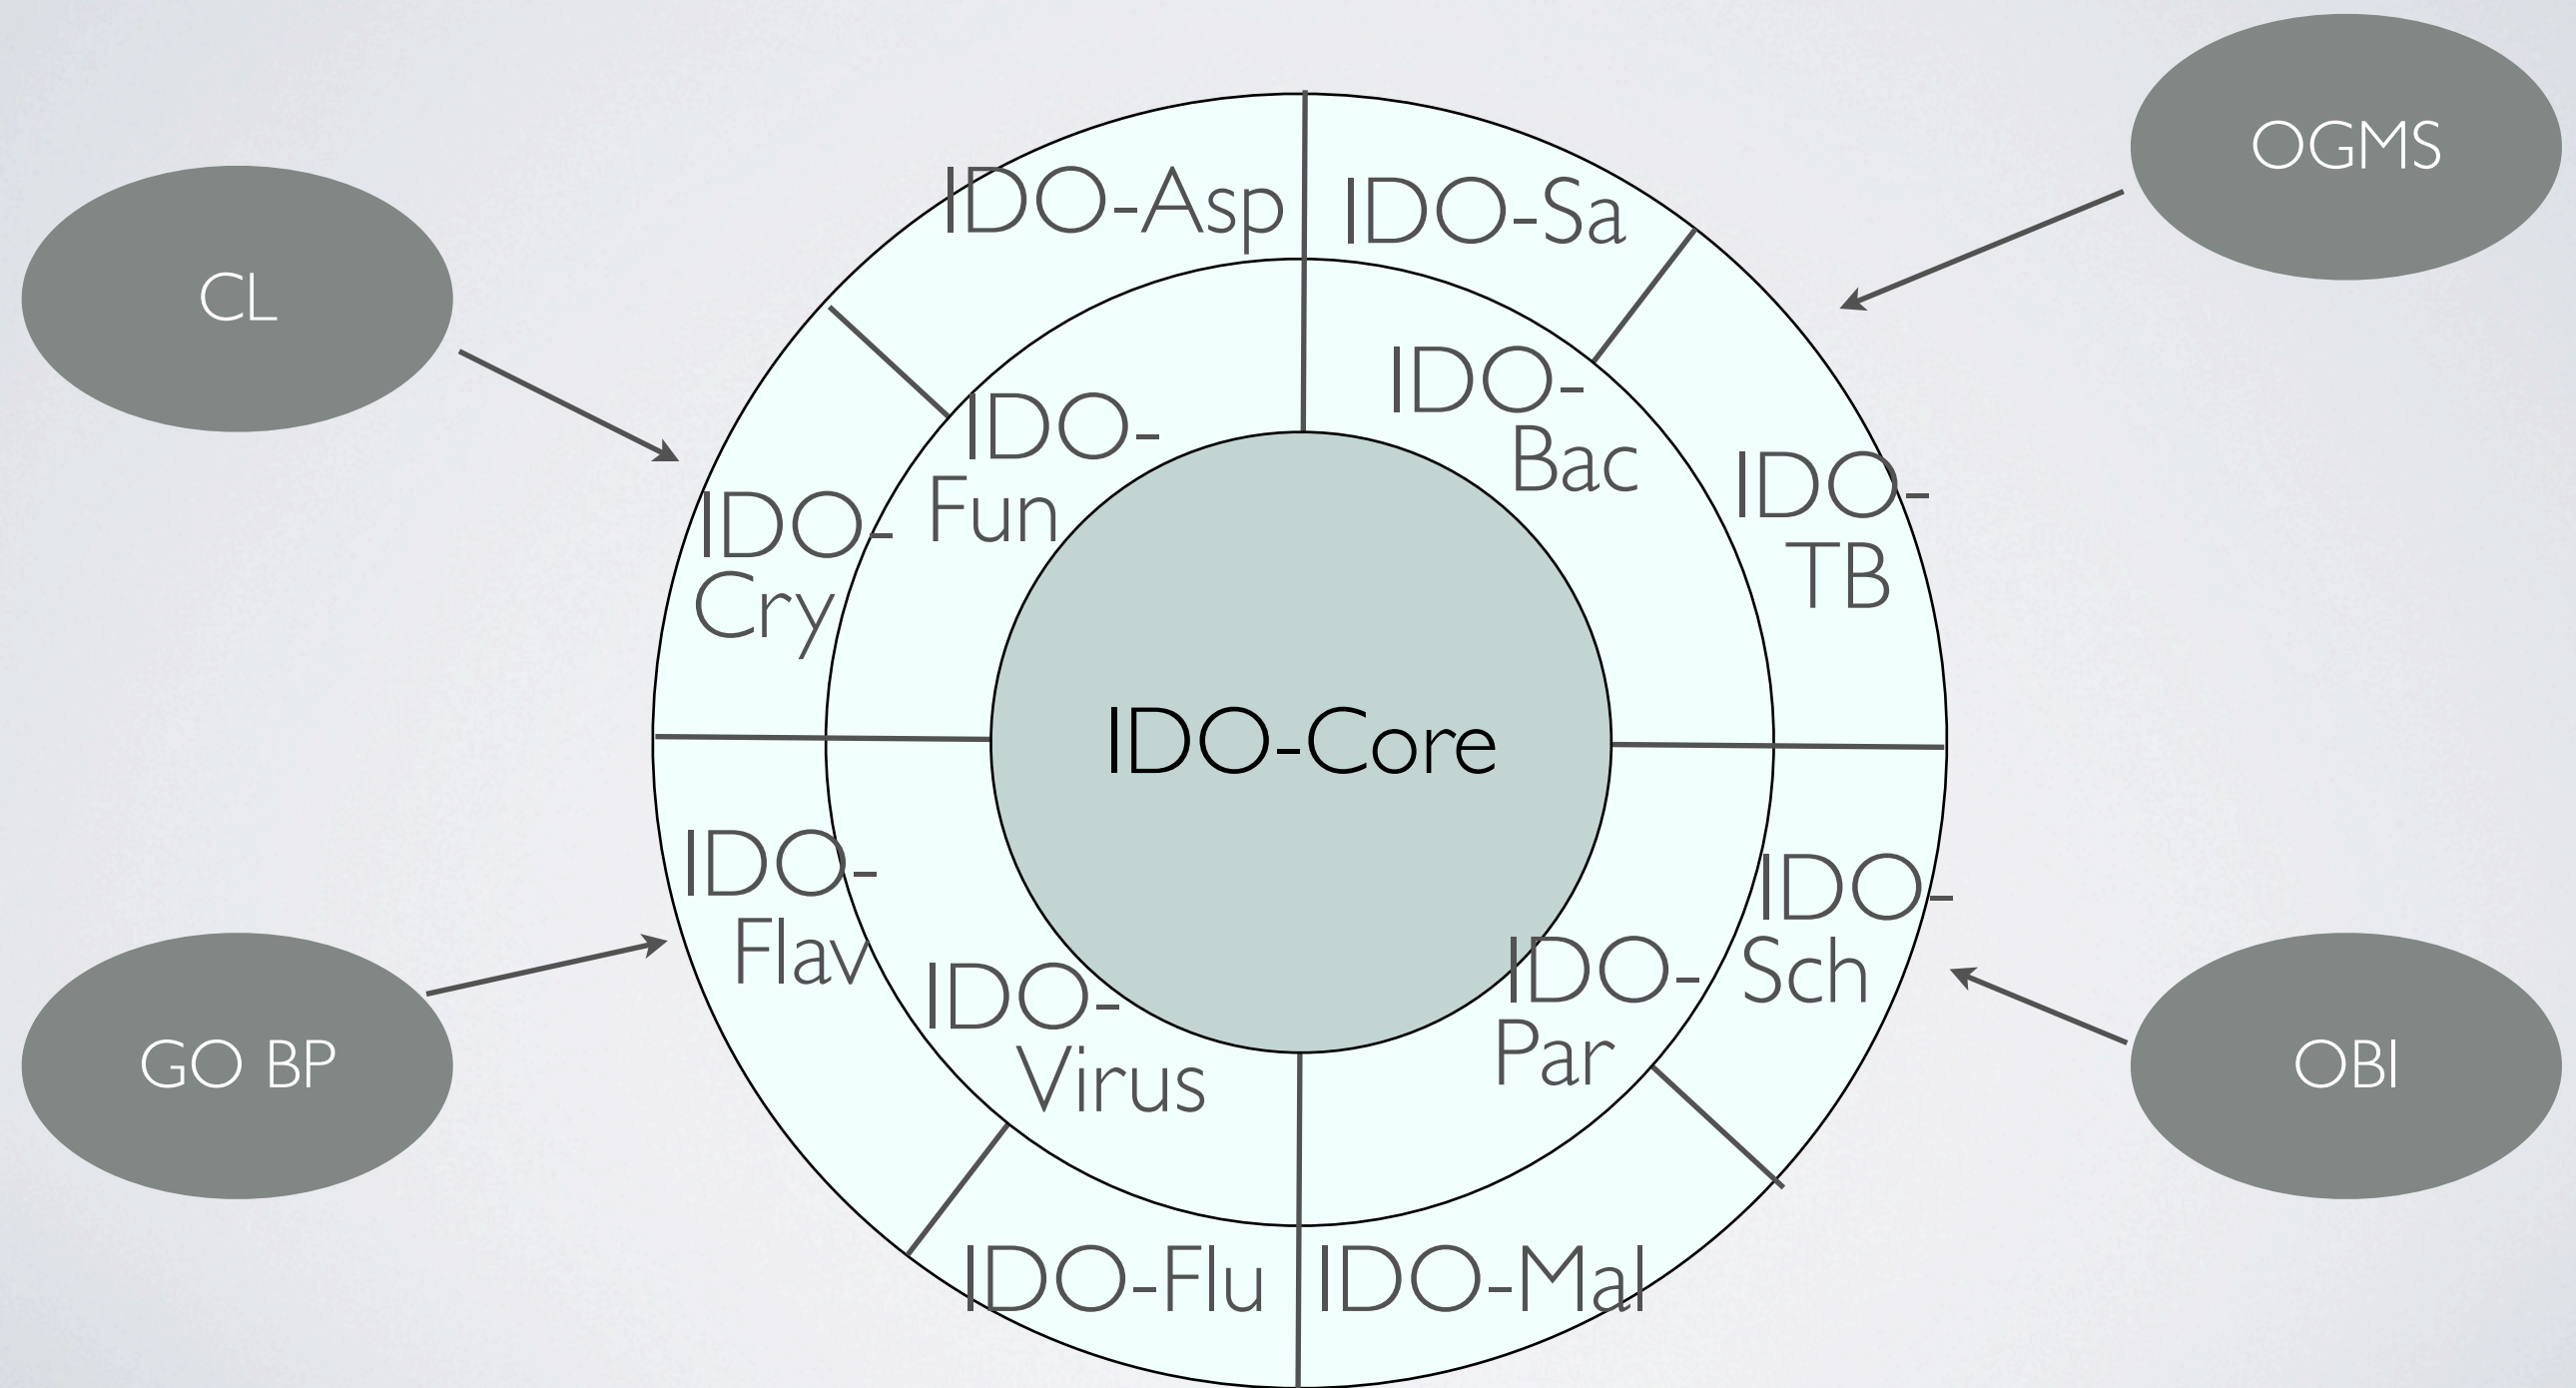 OGMS
CL
IDO-Asp
IDO-Sa
IDO-
Bac
IDO-
Fun
IDO-
TB
IDO-
Cry
IDO-Core
IDO-
Flav
IDO-
Sch
IDO-
Virus
IDO-
Par
GO BP
OBI
IDO-Flu
IDO-Mal